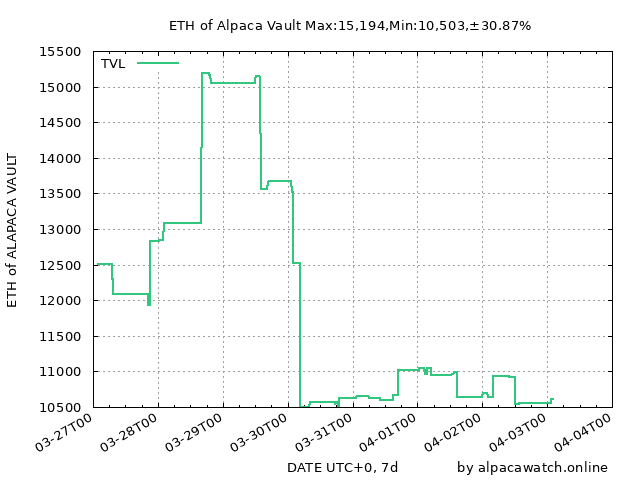 ETH of Alpaca Vault Max:15,194,Min:10,503,±30.87%
TVL
ETH of ALAPACA VAULT
15500
15000
14500
14000
13500
13000
12500
12000
11500
11000
10500
03-27T00
03-28T00
03-29T00
03-30T00
03-31T00
04-01T00
04-02T00
04-03T00
04-04T00
DATE UTC+0, 7d
by alpacawatch.online